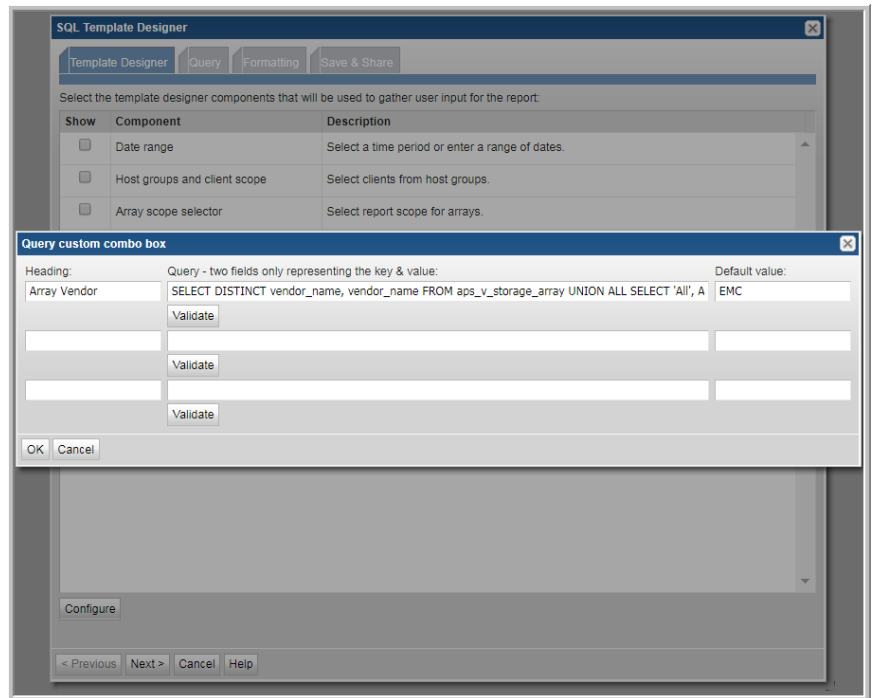 SQL Template Designer
Template Designer Query Formatting Save & Share
Select the template designer components that will be used to gather user input for the report:
Show Component Description
Date range Select a time period or enter a range of dates.
Host groups and client scope Select clients from host groups.
Array scope selector Select report scope for arrays.
Query custom combo box
Heading: Query - two fields only representing the key & value: Default value:
Array Vendor SELECT DISTINCT vendor_name, vendor_name FROM aps_v_storage_array UNION ALL SELECT 'All', A EMC
Validate
Validate
Validate
OK Cancel
Configure
< Previous Next > Cancel Help